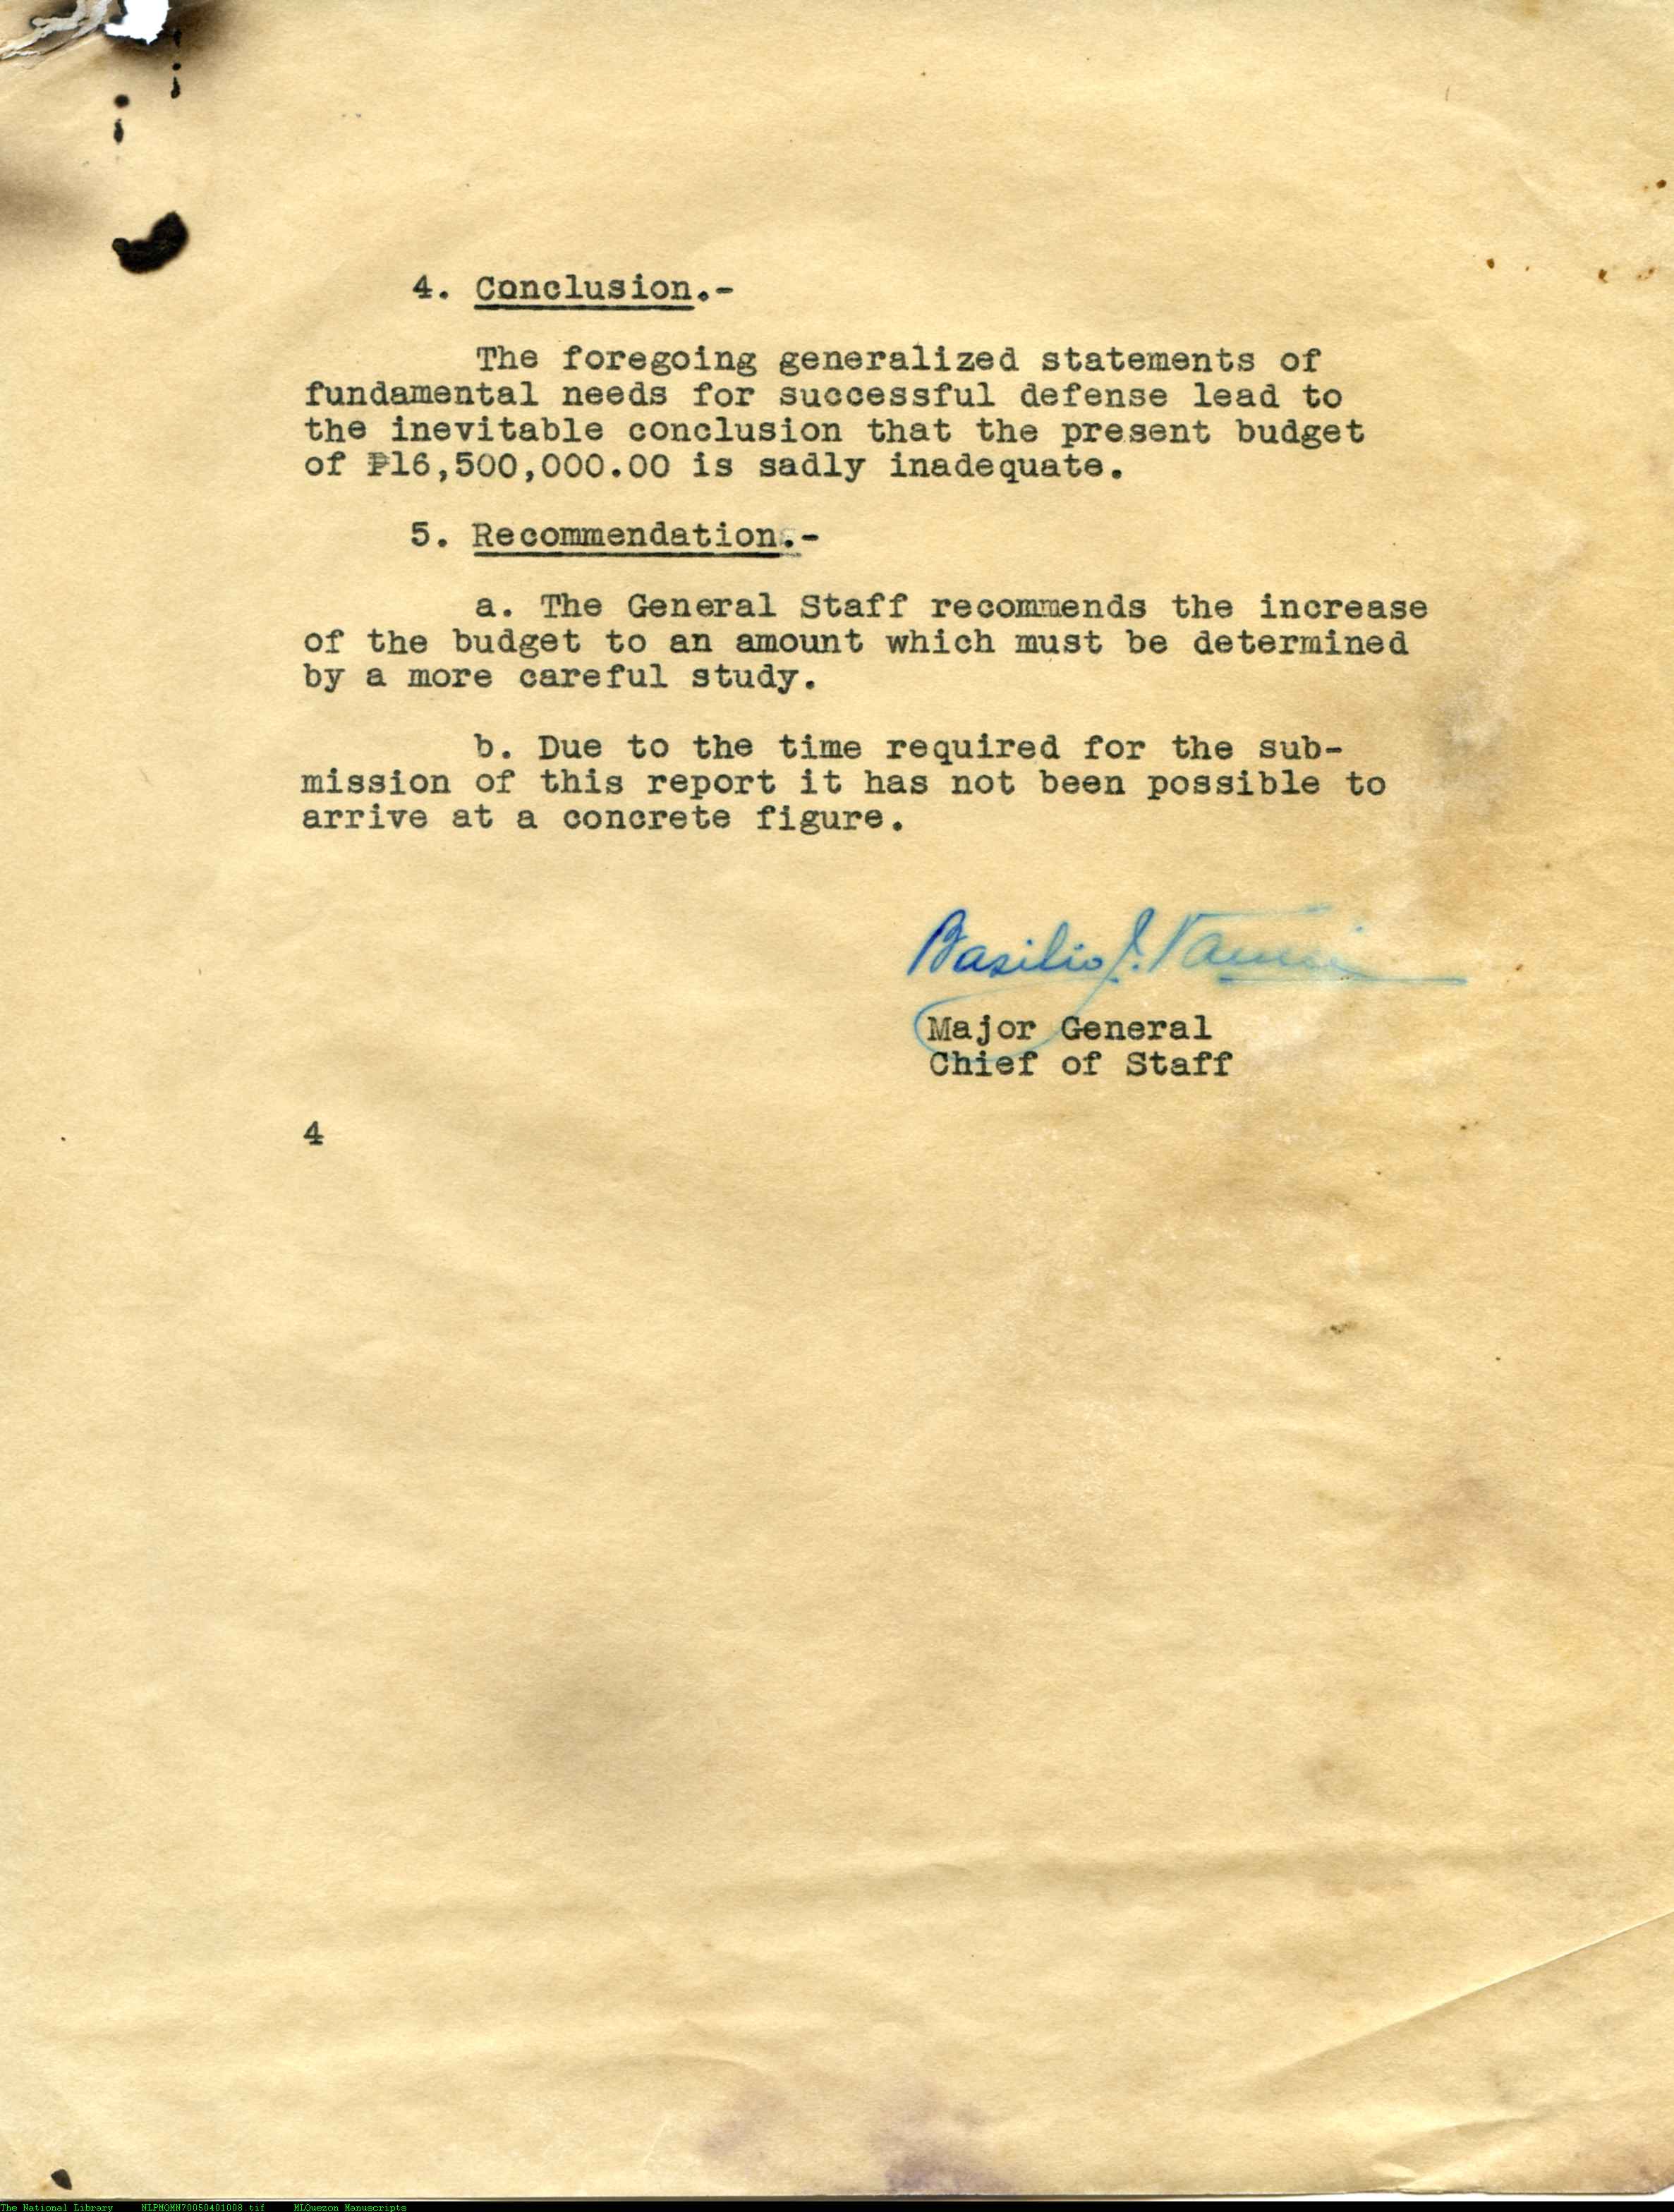 4. Conclusion.-
The foregoing generalized statements of
fundamental needs for successful defense lead to
the inevitable conclusion that the present budget
of ₱16,500,000.00 is sadly inadequate.
5. Recommendation.-
a. The General Staff recommends the increase
of the budget to an amount which must be determined
by a more careful study.
b. Due to the time required for the sub-
mission of this report it has not been possible to
arrive at a concrete figure.
Basilio J.
Major General
Chief of Staff
4
The National Library NLPMQMN70050401008.tif MLQuezon Manuscripts